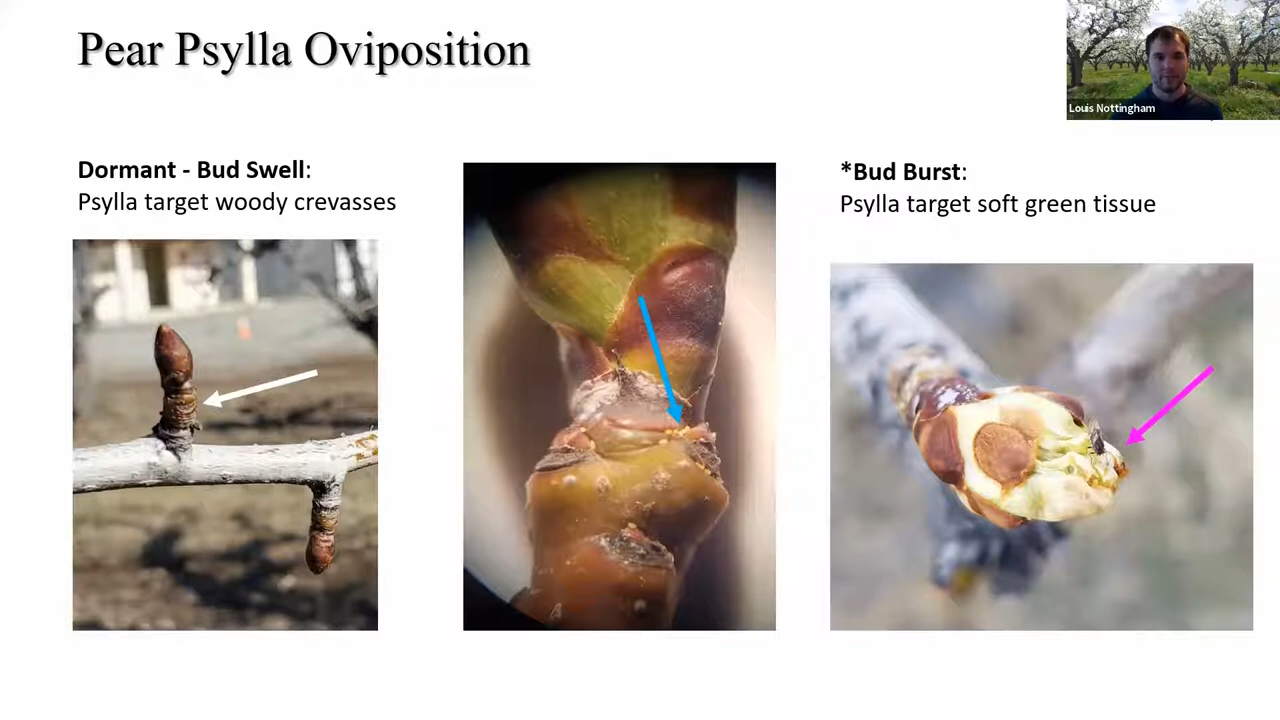 Pear Psylla Oviposition
Louis Nottingham
Dormant - Bud Swell:
Psylla target woody crevasses
*Bud Burst:
Psylla target soft green tissue